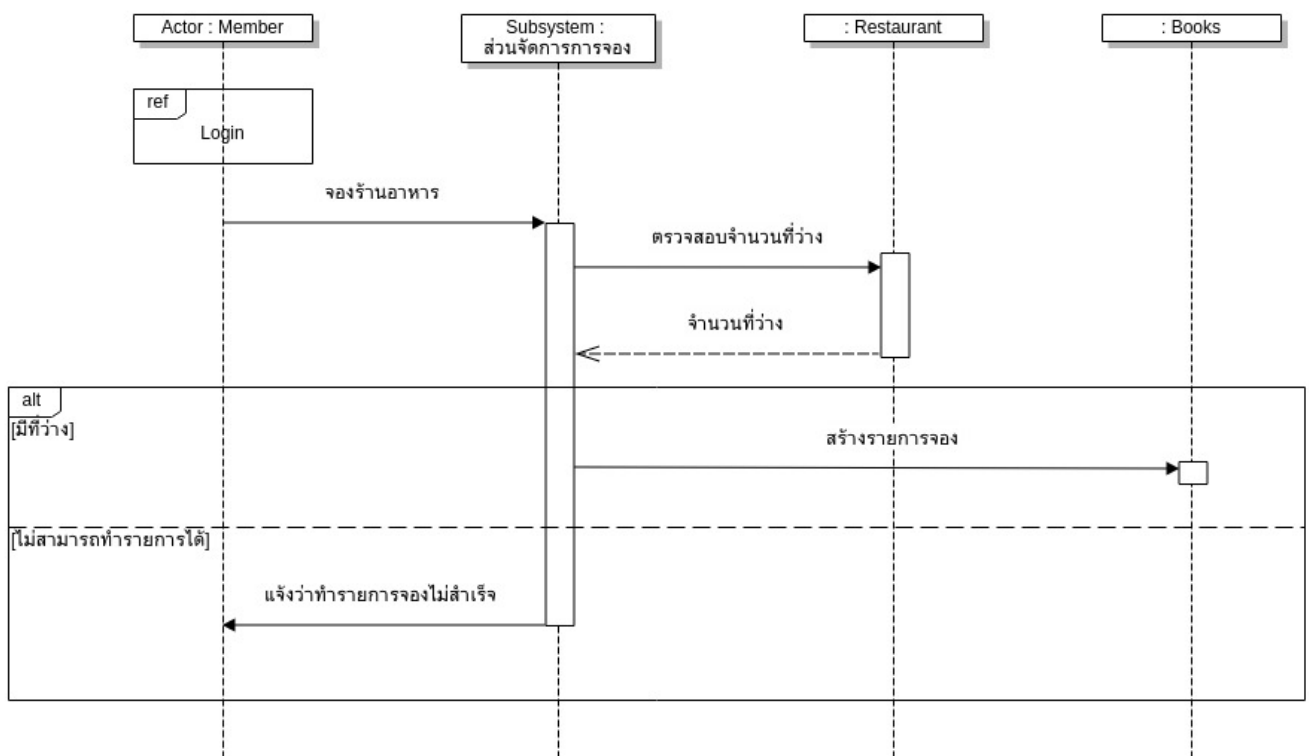 Actor : Member
Subsystem :
ส่วนจัดการการจอง
: Restaurant
: Books
ref
Login
จองร้านอาหาร
ตรวจสอบจำนวนที่ว่าง
จำนวนที่ว่าง
alt
[มีที่ว่าง]
สร้างรายการจอง
[ไม่สามารถทำรายการได้]
แจ้งว่าทำรายการจองไม่สำเร็จ